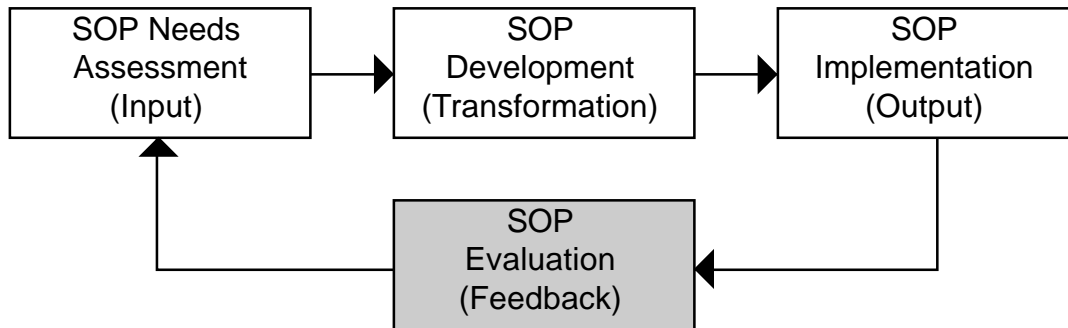 SOP Needs
Assessment
(Input)
SOP
Development
(Transformation)
SOP
Implementation
(Output)
SOP
Evaluation
(Feedback)